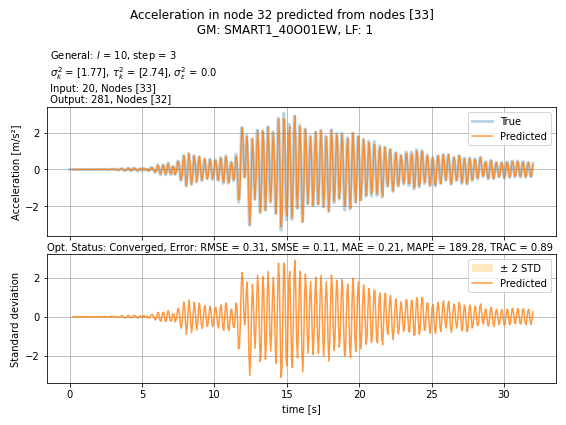 Acceleration in node 32 predicted from nodes [33]
GM: SMART1_40O01EW, LF: 1
General: l = 10, step = 3
σ²ₖ = [1.77], τ²ₖ = [2.74], σ²ε = 0.0
Input: 20, Nodes [33]
Output: 281, Nodes [32]
Acceleration [m/s²]
2
0
−2
True
Predicted
Opt. Status: Converged, Error: RMSE = 0.31, SMSE = 0.11, MAE = 0.21, MAPE = 189.28, TRAC = 0.89
Standard deviation
2
0
−2
± 2 STD
Predicted
0 5 10 15 20 25 30
time [s]